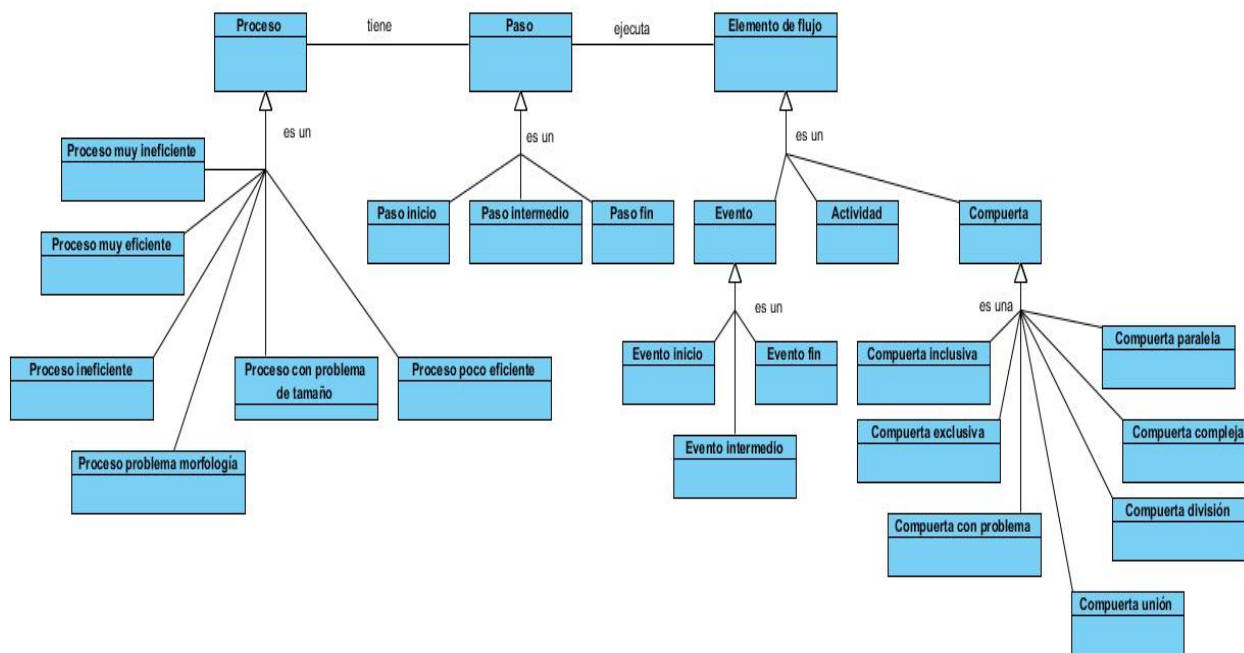 Proceso
tiene
Paso
ejecuta
Elemento de flujo
es un
es un
es un
Proceso muy ineficiente
Paso inicio
Paso intermedio
Paso fin
Evento
Actividad
Compuerta
Proceso muy eficiente
es un
es una
Compuerta paralela
Evento inicio
Evento fin
Compuerta inclusiva
Proceso ineficiente
Proceso con problema
de tamaño
Proceso poco eficiente
Compuerta exclusiva
Compuerta compleja
Evento intermedio
Proceso problema morfología
Compuerta división
Compuerta con problema
Compuerta unión